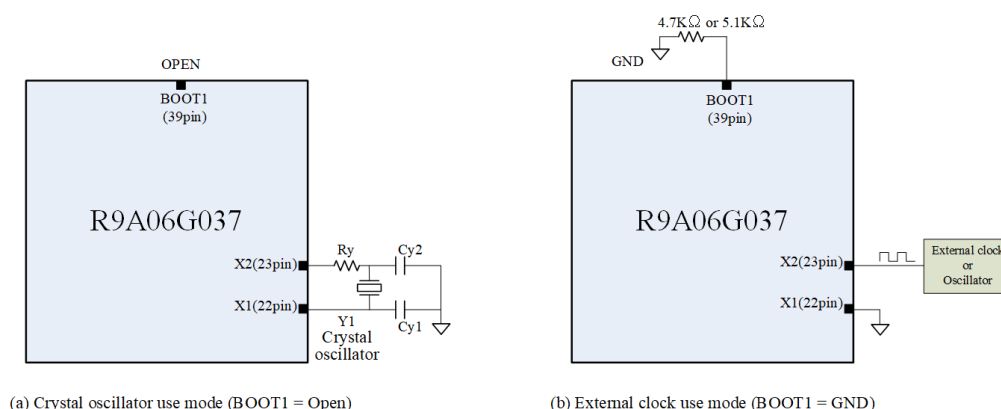 OPEN
BOOT1
(39pin)
R9A06G037
X2(23pin)
Ry
Cy2
X1(22pin)
Y1
Cy1
Crystal
oscillator
(a) Crystal oscillator use mode (BOOT1 = Open)
4.7KΩ or 5.1KΩ
GND
BOOT1
(39pin)
R9A06G037
X2(23pin)
External clock
or
Oscillator
X1(22pin)
(b) External clock use mode (BOOT1 = GND)